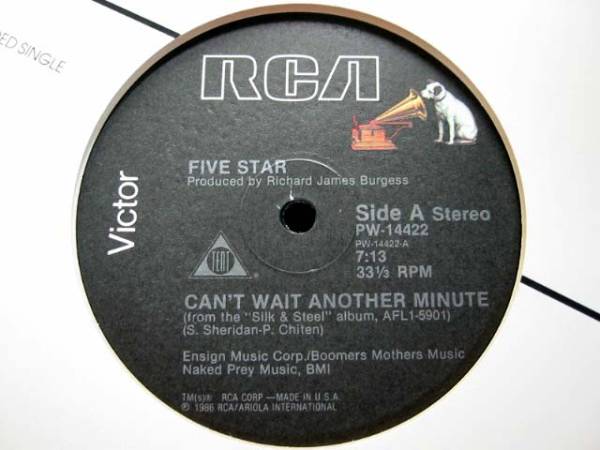 ED SINGLE
RCA
Victor
FIVE STAR
Produced by Richard James Burgess
Side A Stereo
PW-14422
PW-14422-A
7:13
33⅓ RPM
TENT
CAN'T WAIT ANOTHER MINUTE
(from the "Silk & Steel" album, AFL1-5901)
(S. Sheridan-P. Chiten)
Ensign Music Corp./Boomers Mothers Music
Naked Prey Music, BMI
TM(s)® RCA CORP —MADE IN U.S.A.
℗ 1986 RCA/ARIOLA INTERNATIONAL